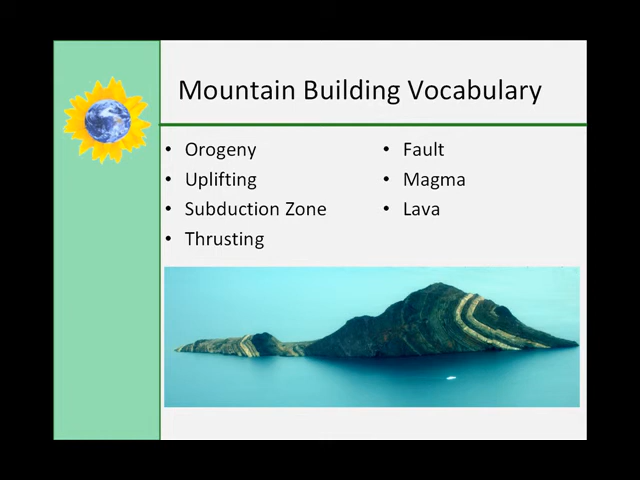 Mountain Building Vocabulary
• Orogeny
• Uplifting
• Subduction Zone
• Thrusting
• Fault
• Magma
• Lava